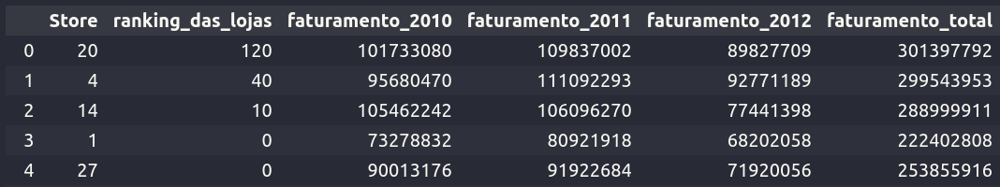 Store ranking_das_lojas faturamento_2010 faturamento_2011 faturamento_2012 faturamento_total
0 20 120 101733080 109837002 89827709 301397792
1 4 40 95680470 111092293 92771189 299543953
2 14 10 105462242 106096270 77441398 288999911
3 1 0 73278832 80921918 68202058 222402808
4 27 0 90013176 91922684 71920056 253855916